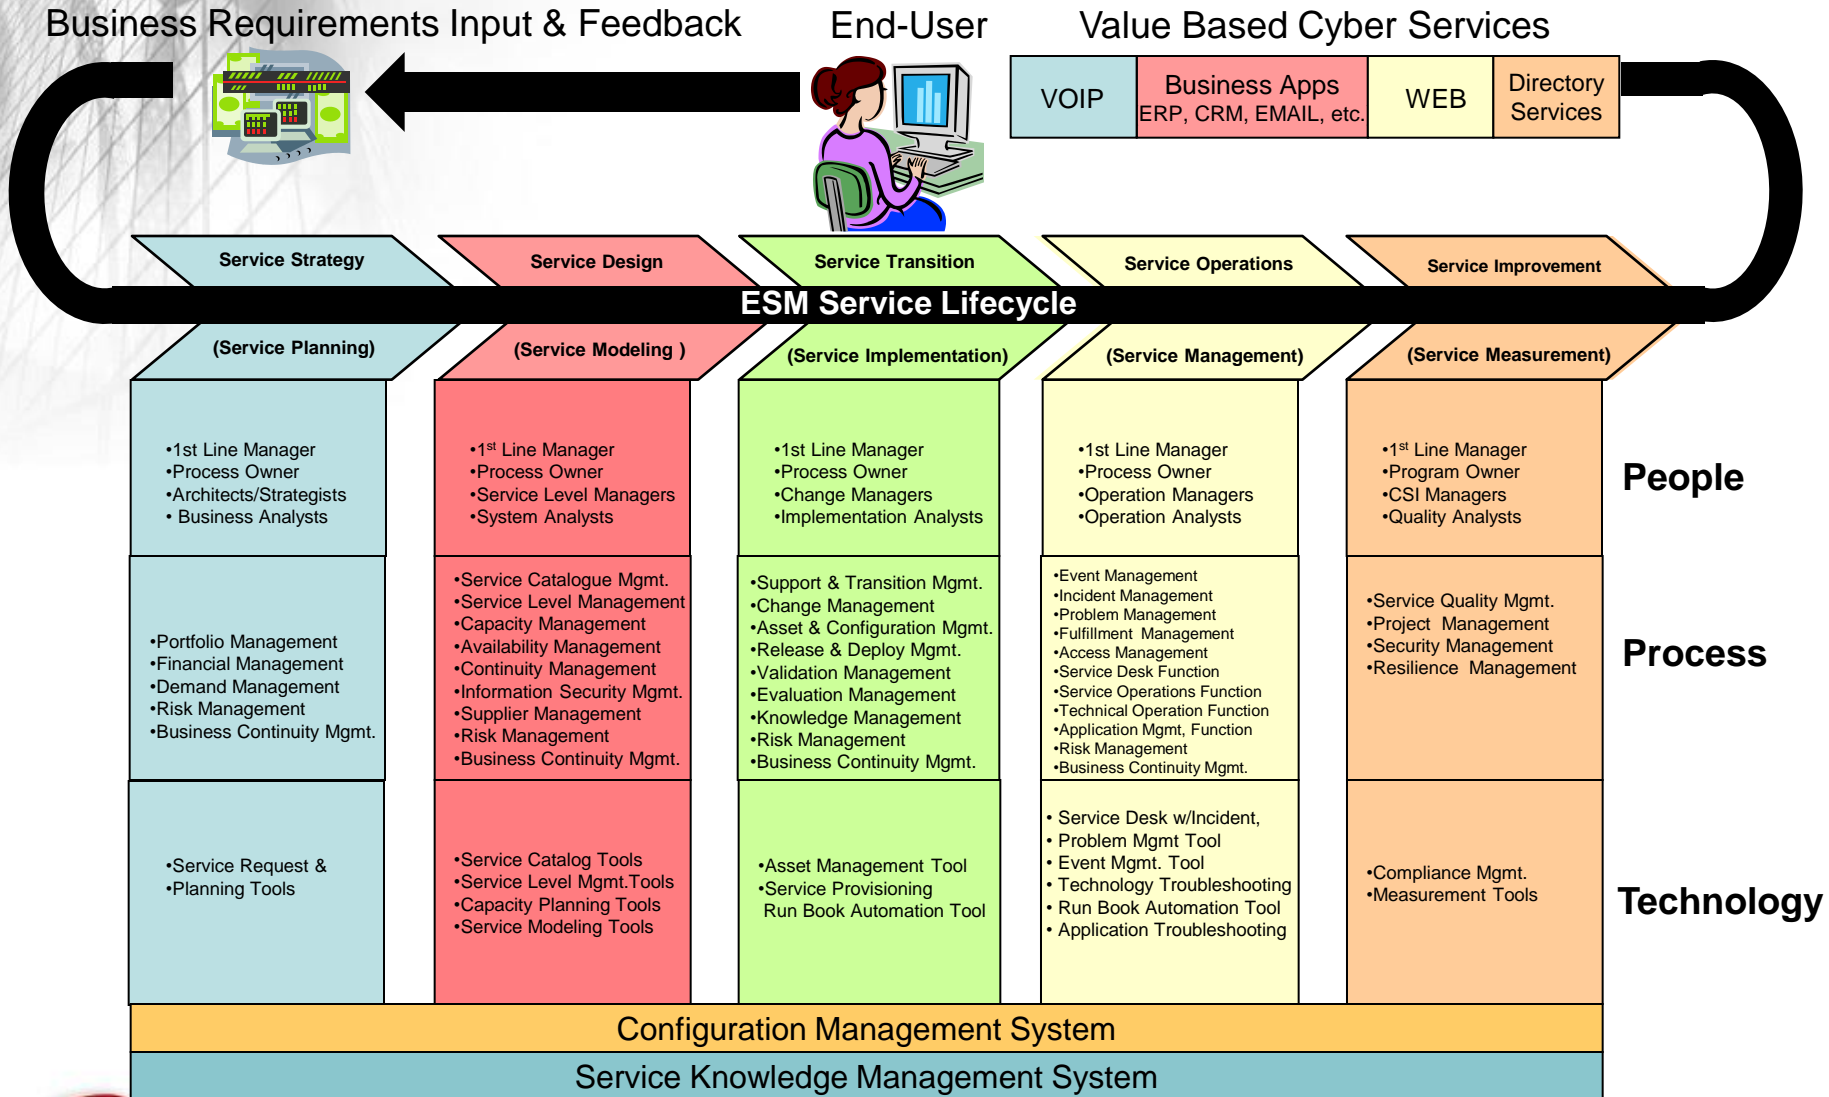 Business Requirements Input & Feedback
End-User
Value Based Cyber Services
VOIP
Business Apps
ERP, CRM, EMAIL, etc.
WEB
Directory
Services
Service Strategy
Service Design
Service Transition
Service Operations
Service Improvement
ESM Service Lifecycle
(Service Planning)
(Service Modeling )
(Service Implementation)
(Service Management)
(Service Measurement)
•1st Line Manager
•Process Owner
•Architects/Strategists
• Business Analysts
•1st Line Manager
•Process Owner
•Service Level Managers
•System Analysts
•1st Line Manager
•Process Owner
•Change Managers
•Implementation Analysts
•1st Line Manager
•Process Owner
•Operation Managers
•Operation Analysts
•1st Line Manager
•Program Owner
•CSI Managers
•Quality Analysts
People
•Portfolio Management
•Financial Management
•Demand Management
•Risk Management
•Business Continuity Mgmt.
•Service Catalogue Mgmt.
•Service Level Management
•Capacity Management
•Availability Management
•Continuity Management
•Information Security Mgmt.
•Supplier Management
•Risk Management
•Business Continuity Mgmt.
•Support & Transition Mgmt.
•Change Management
•Asset & Configuration Mgmt.
•Release & Deploy Mgmt.
•Validation Management
•Evaluation Management
•Knowledge Management
•Risk Management
•Business Continuity Mgmt.
•Event Management
•Incident Management
•Problem Management
•Fulfillment Management
•Access Management
•Service Desk Function
•Service Operations Function
•Technical Operation Function
•Application Mgmt, Function
•Risk Management
•Business Continuity Mgmt.
•Service Quality Mgmt.
•Project Management
•Security Management
•Resilience Management
Process
•Service Request &
•Planning Tools
•Service Catalog Tools
•Service Level Mgmt.Tools
•Capacity Planning Tools
•Service Modeling Tools
•Asset Management Tool
•Service Provisioning
Run Book Automation Tool
• Service Desk w/Incident,
• Problem Mgmt Tool
• Event Mgmt. Tool
• Technology Troubleshooting
• Run Book Automation Tool
• Application Troubleshooting
•Compliance Mgmt.
•Measurement Tools
Technology
Configuration Management System
Service Knowledge Management System